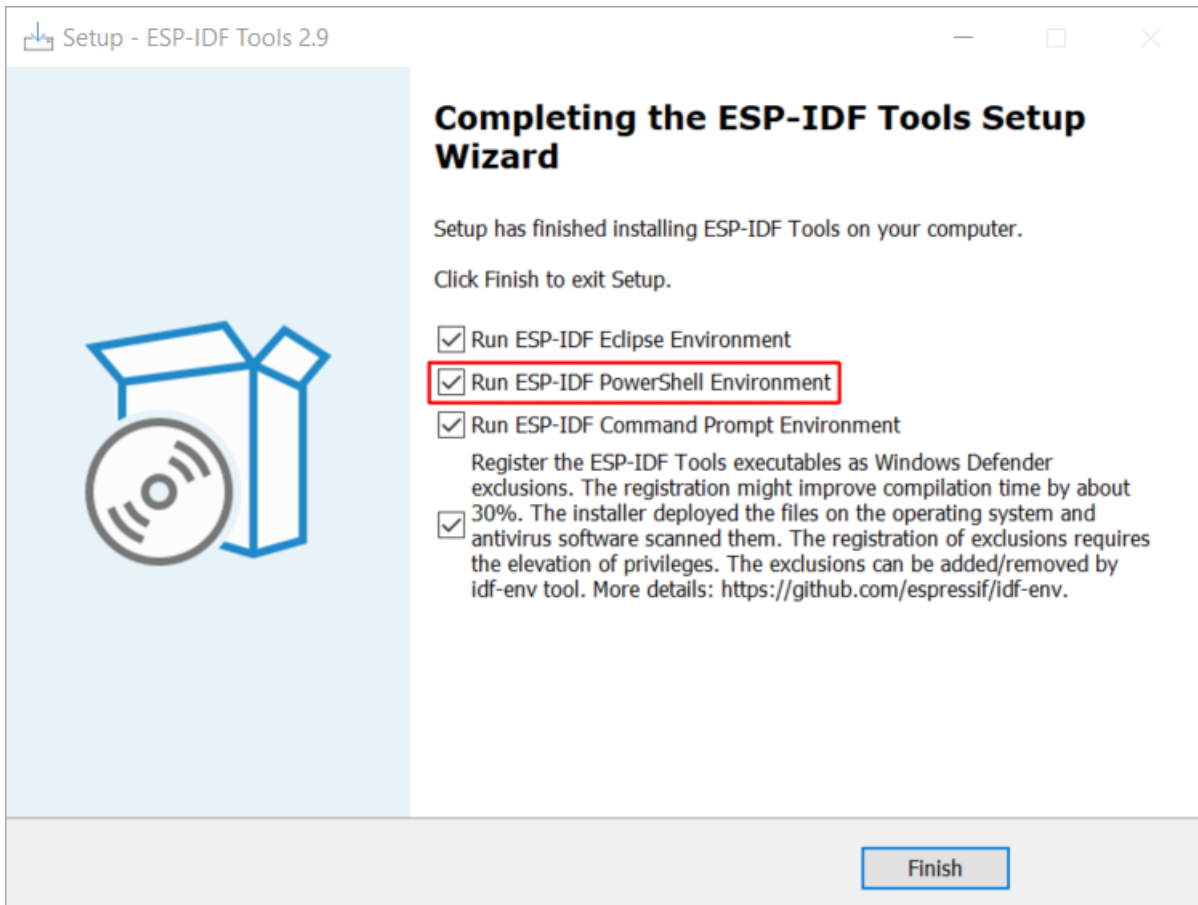 Setup - ESP-IDF Tools 2.9
Completing the ESP-IDF Tools Setup
Wizard
Setup has finished installing ESP-IDF Tools on your computer.
Click Finish to exit Setup.
Run ESP-IDF Eclipse Environment
Run ESP-IDF PowerShell Environment
Run ESP-IDF Command Prompt Environment
Register the ESP-IDF Tools executables as Windows Defender
exclusions. The registration might improve compilation time by about
30%. The installer deployed the files on the operating system and
antivirus software scanned them. The registration of exclusions requires
the elevation of privileges. The exclusions can be added/removed by
idf-env tool. More details: https://github.com/espressif/idf-env.
Finish